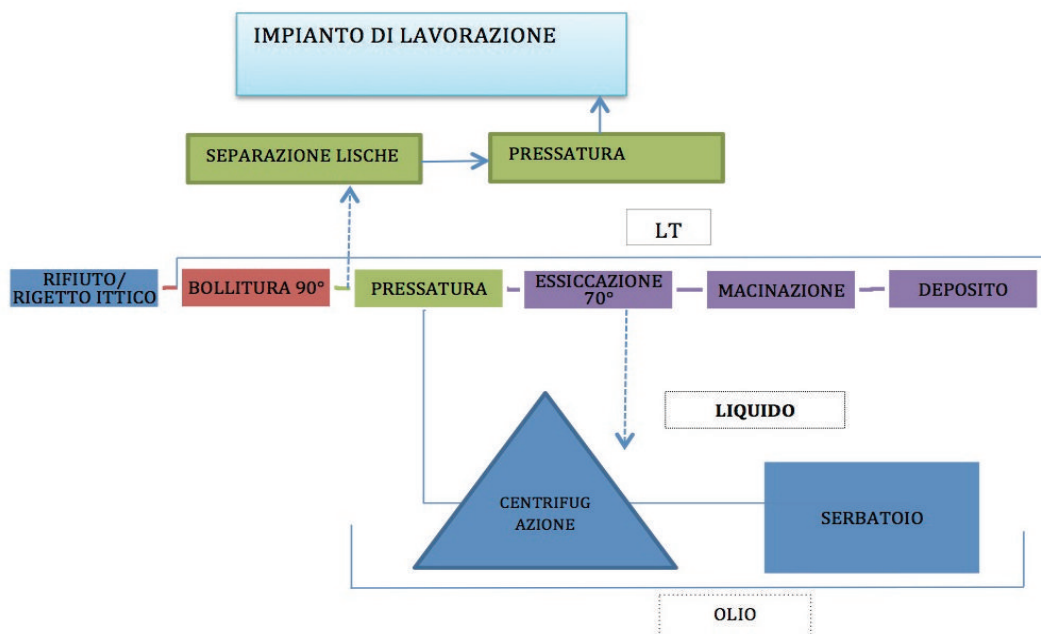 IMPIANTO DI LAVORAZIONE
SEPARAZIONE LISCHE
PRESSATURA
LT
RIFIUTO/
RIGETTO ITTICO
BOLLITURA 90°
PRESSATURA
ESSICCAZIONE
70°
MACINAZIONE
DEPOSITO
LIQUIDO
CENTRIFUG
AZIONE
SERBATOIO
OLIO